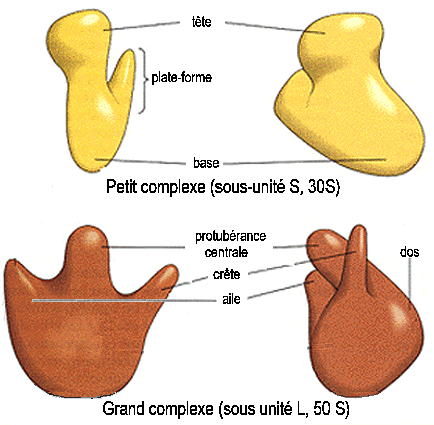 tête
plate-forme
base
Petit complexe (sous-unité S, 30S)
protubérance
centrale
dos
crête
aile
Grand complexe (sous unité L, 50 S)